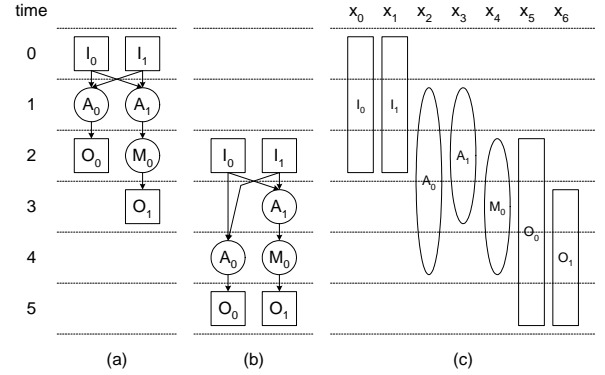 time x₀ x₁ x₂ x₃ x₄ x₅ x₆
0 I₀ I₁
1 A₀ A₁ I₀ I₁
2 O₀ M₀ I₀ I₁ A₀ A₁
3 O₁ A₁ M₀ O₀
4 A₀ M₀ O₁
5 O₀ O₁
(a) (b) (c)